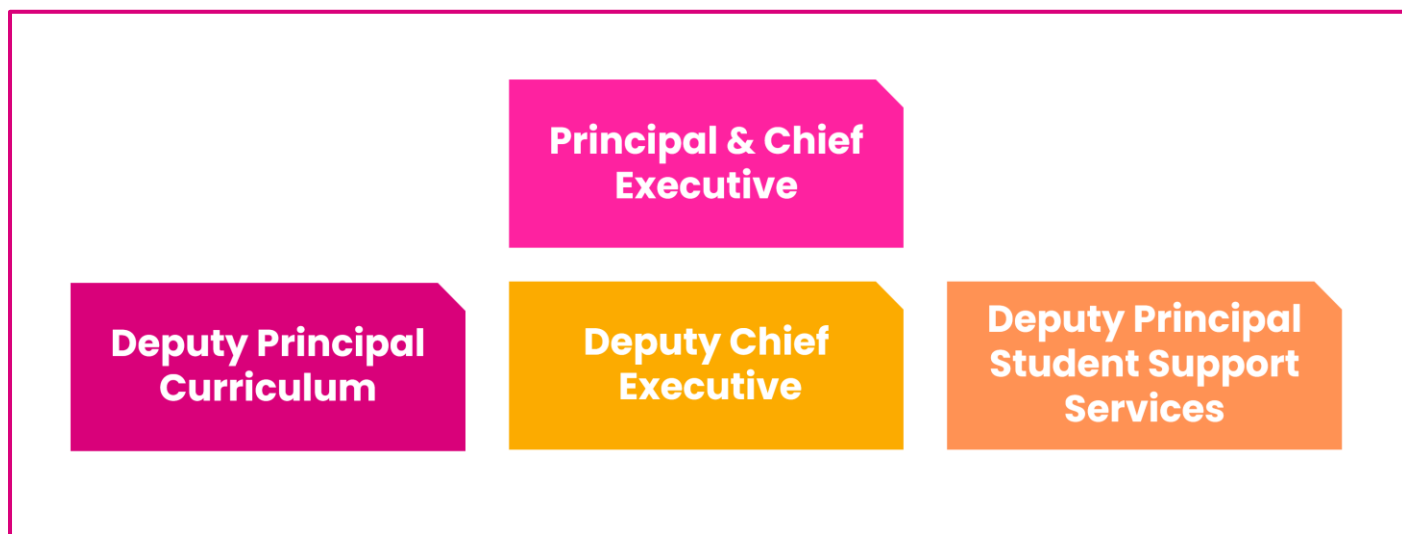 Principal & Chief
Executive
Deputy Principal
Curriculum
Deputy Chief
Executive
Deputy Principal
Student Support
Services